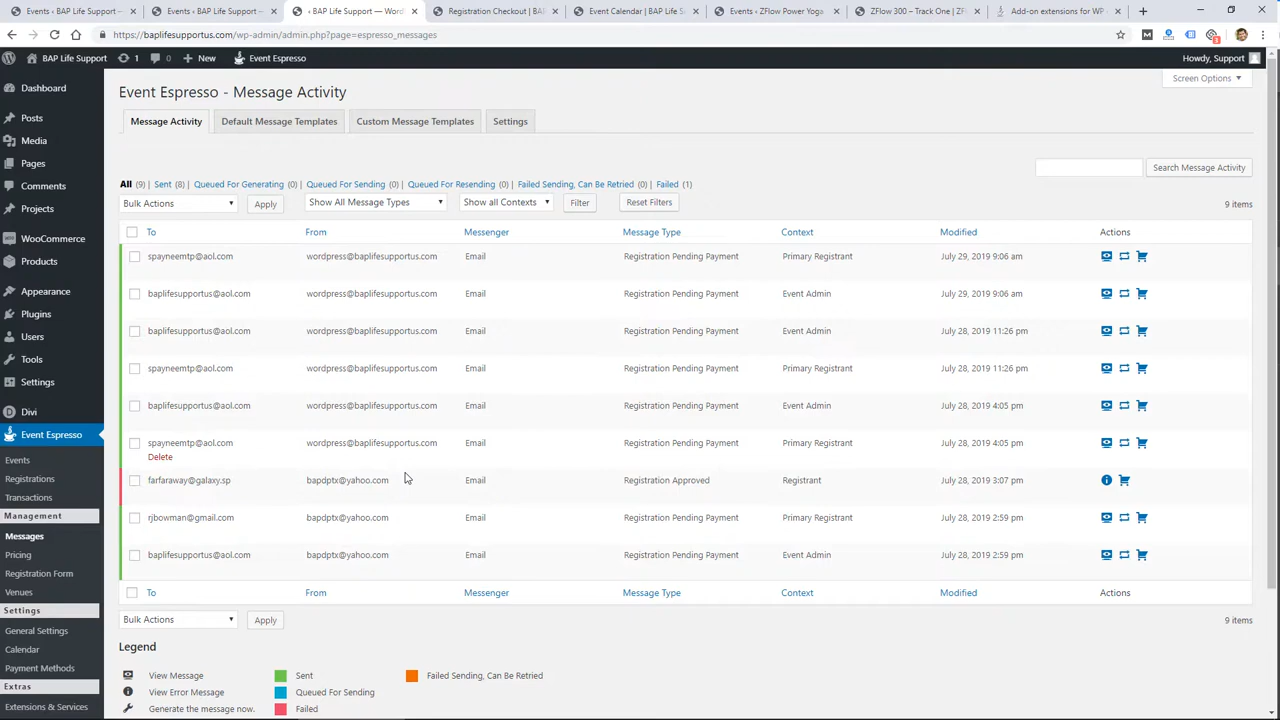 Events ‹ BAP Life Support — Wo
Events ‹ BAP Life Support — Wo
‹ BAP Life Support — Word
Registration Checkout | BAP
Event Calendar | BAP Life S
Events ‹ ZFlow Power Yoga
ZFlow 300 – Track One | ZF
Add-on extensions for WP
https://baplifesupportus.com/wp-admin/admin.php?page=espresso_messages
BAP Life Support 1 0 New Event Espresso Howdy, Support
Screen Options ▼
Dashboard
Posts
Media
Pages
Comments
Projects
WooCommerce
Products
Appearance
Plugins
Users
Tools
Settings
Divi
Event Espresso
Events
Registrations
Transactions
Management
Messages
Pricing
Registration Form
Venues
Settings
General Settings
Calendar
Payment Methods
Extras
Extensions & Services
Event Espresso - Message Activity
Message Activity Default Message Templates Custom Message Templates Settings
Search Message Activity
All (9) | Sent (8) | Queued For Generating (0) | Queued For Sending (0) | Queued For Resending (0) | Failed Sending, Can Be Retried (0) | Failed (1)
Bulk Actions Apply Show All Message Types Show all Contexts Filter Reset Filters 9 items
To From Messenger Message Type Context Modified Actions
spayneemtp@aol.com wordpress@baplifesupportus.com Email Registration Pending Payment Primary Registrant July 29, 2019 9:06 am
baplifesupportus@aol.com wordpress@baplifesupportus.com Email Registration Pending Payment Event Admin July 29, 2019 9:06 am
baplifesupportus@aol.com wordpress@baplifesupportus.com Email Registration Pending Payment Event Admin July 28, 2019 11:26 pm
spayneemtp@aol.com wordpress@baplifesupportus.com Email Registration Pending Payment Primary Registrant July 28, 2019 11:26 pm
baplifesupportus@aol.com wordpress@baplifesupportus.com Email Registration Pending Payment Event Admin July 28, 2019 4:05 pm
spayneemtp@aol.com wordpress@baplifesupportus.com Email Registration Pending Payment Primary Registrant July 28, 2019 4:05 pm
Delete
farfaraway@galaxy.sp bapdptx@yahoo.com Email Registration Approved Registrant July 28, 2019 3:07 pm
rjbowman@gmail.com bapdptx@yahoo.com Email Registration Pending Payment Primary Registrant July 28, 2019 2:59 pm
baplifesupportus@aol.com bapdptx@yahoo.com Email Registration Pending Payment Event Admin July 28, 2019 2:59 pm
To From Messenger Message Type Context Modified Actions
Bulk Actions Apply 9 items
Legend
View Message Sent Failed Sending, Can Be Retried
View Error Message Queued For Sending
Generate the message now. Failed